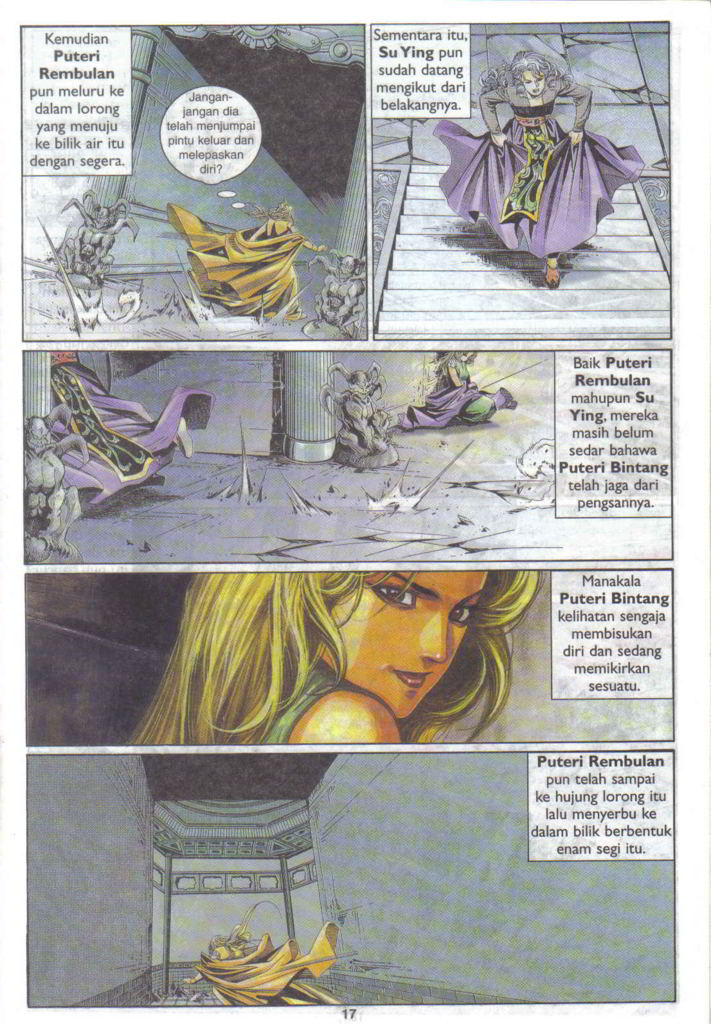 Kemudian
Puteri
Rembulan
pun meluru ke
dalam lorong
yang menuju
ke bilik air itu
dengan segera.
Jangan-
jangan dia
telah menjumpai
pintu keluar dan
melepaskan
diri?
Sementara itu,
Su Ying pun
sudah datang
mengikut dari
belakangnya.
Baik Puteri
Rembulan
mahupun Su
Ying, mereka
masih belum
sedar bahawa
Puteri Bintang
telah jaga dari
pengsannya.
Manakala
Puteri Bintang
kelihatan sengaja
membisukan
diri dan sedang
memikirkan
sesuatu.
Puteri Rembulan
pun telah sampai
ke hujung lorong itu
lalu menyerbu ke
dalam bilik berbentuk
enam segi itu.
17